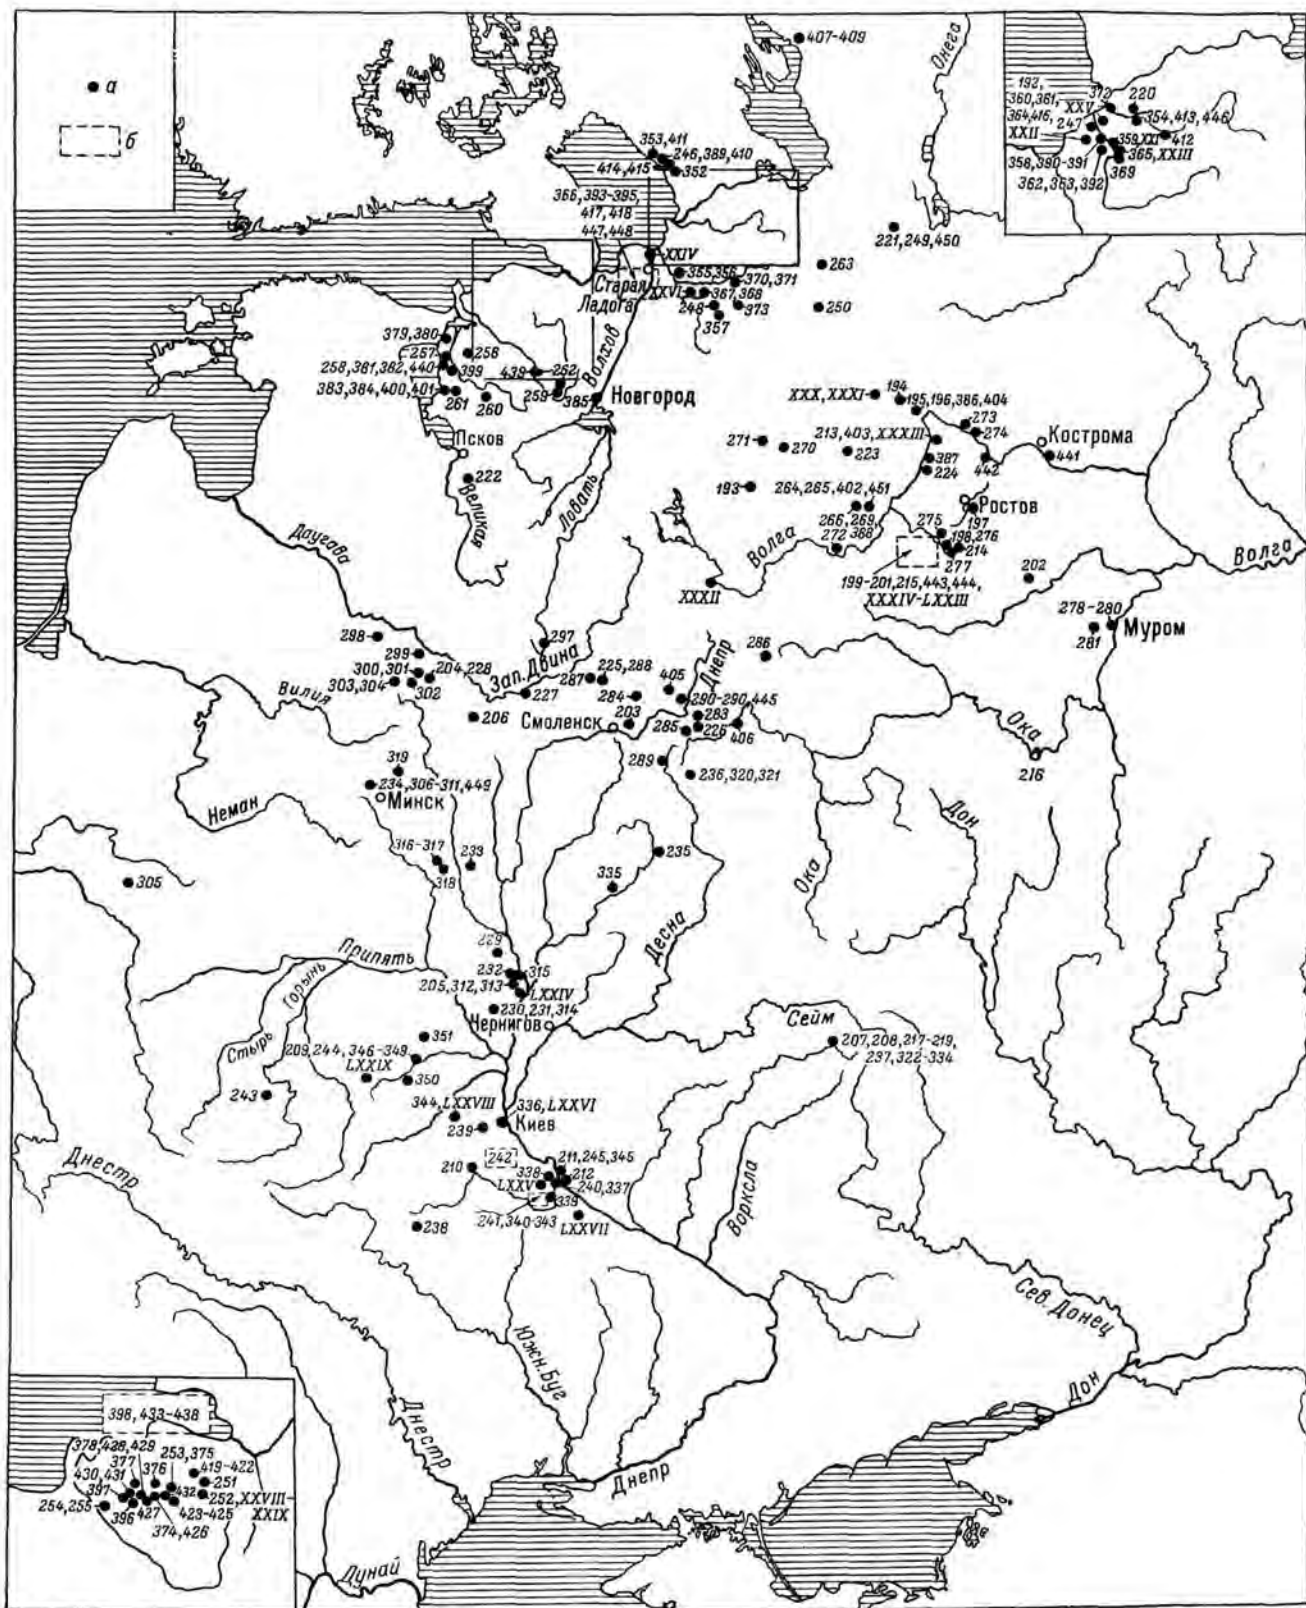 а
б
407-409
Онега
192,
360,361,
364,416,
XXII
XXV
372
220
247
354,413,446
412
359,XXI
365,XXIII
369
358,390-391
362,363,392
353,411
246,389,410
414,415
352
366,393-395,
417,418
447,448
XXIV
Старая
Ладога
355,356
XXVI
367,368
370,371
248
373
357
221,249,450
263
250
Волхов
379,380
257
258
258,381,382,440
399
383,384,400,401
261
260
439
262
259
385
Новгород
Псков
222
Великая
Ловать
XXX,XXXI
194
195,196,386,404
273
274
213,403,XXXIII
Кострома
271
270
223
387
224
442
441
193
264,265,402,451
266,269,
368
Ростов
197
275
198,276
214
277
272
Волга
Волга
199-201,215,443,444,
XXXIV-LXXIII
202
XXXII
278-280
281
Муром
Даугава
298
299
300,301
204,228
303,304
302
Вилия
297
Зап.Двина
287
225,288
227
284
405
Днепр
286
290-290,445
283
226
285
406
206
Смоленск
203
289
236,320,321
Ока
216
319
234,306-311,449
Минск
Неман
316-317
318
233
235
335
Дон
Ока
305
Десна
229
Припять
Горынь
Стырь
232
315
205,312,313
LXXIV
230,231,314
Чернигов
Сейм
207,208,217-219,
237,322-334
351
209,244,346-349
LXXIX
350
243
344,LXXVIII
239
336,LXXVI
Киев
210
242
211,245,345
338
212
LXXV
240,337
339
241,340-343
LXXVII
238
Ворксла
Днестр
Южн.Буг
Сев.Донец
Дон
Днестр
Днепр
Дунай
398,433-438
378,428,429
253,375
377
376
419-422
430,431
251
397
432
252,XXVIII-
XXIX
254,255
396
427
423-425
374,426